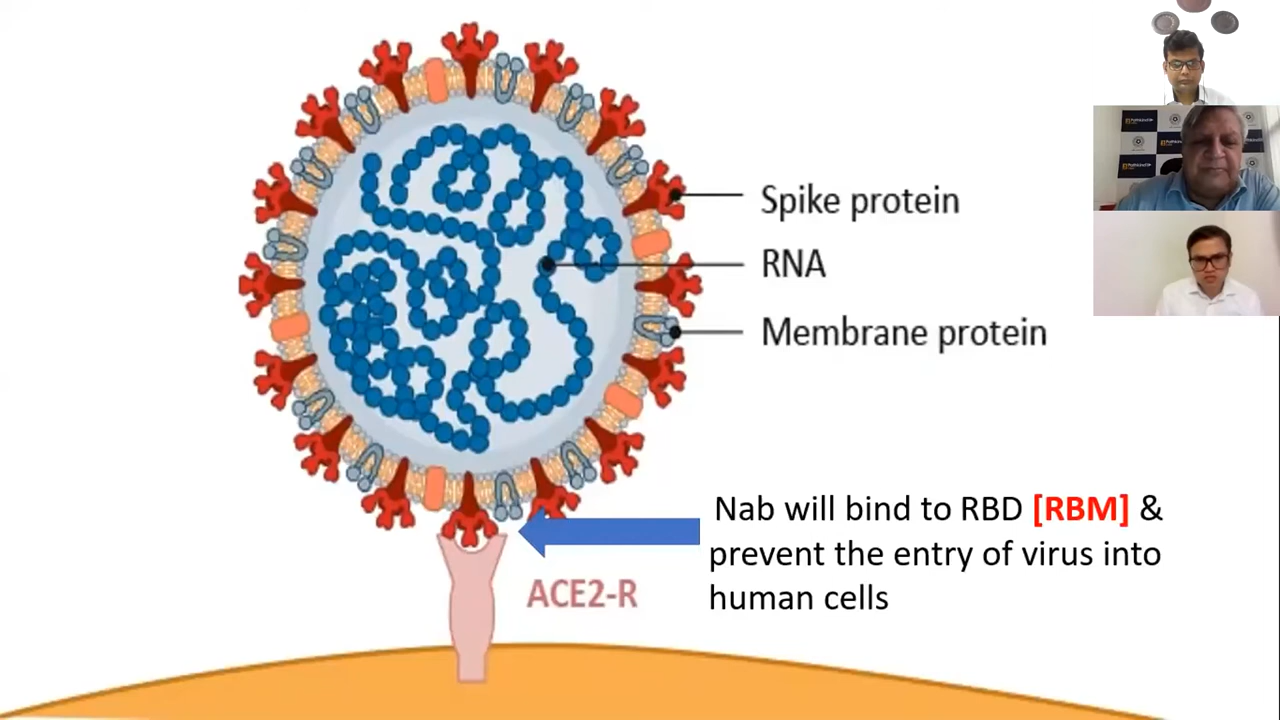 Spike protein
RNA
Membrane protein
Nab will bind to RBD [RBM] &
prevent the entry of virus into
human cells
ACE2-R